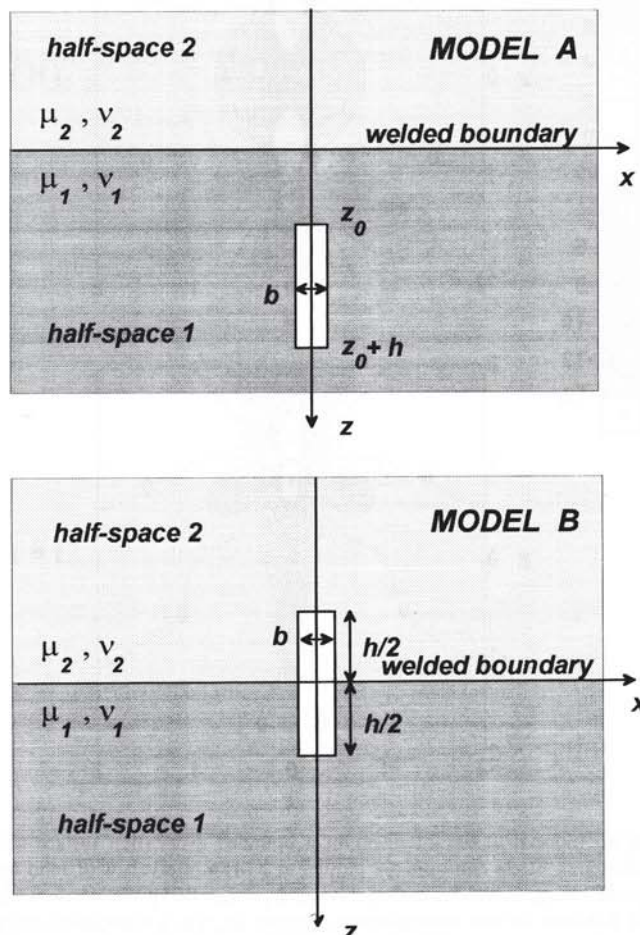 half-space 2 MODEL A
μ2 , ν2 welded boundary
x
μ1 , ν1
z0
b
half-space 1 z0 + h
z
half-space 2 MODEL B
b h/2
μ2 , ν2 welded boundary
x
μ1 , ν1 h/2
half-space 1
z